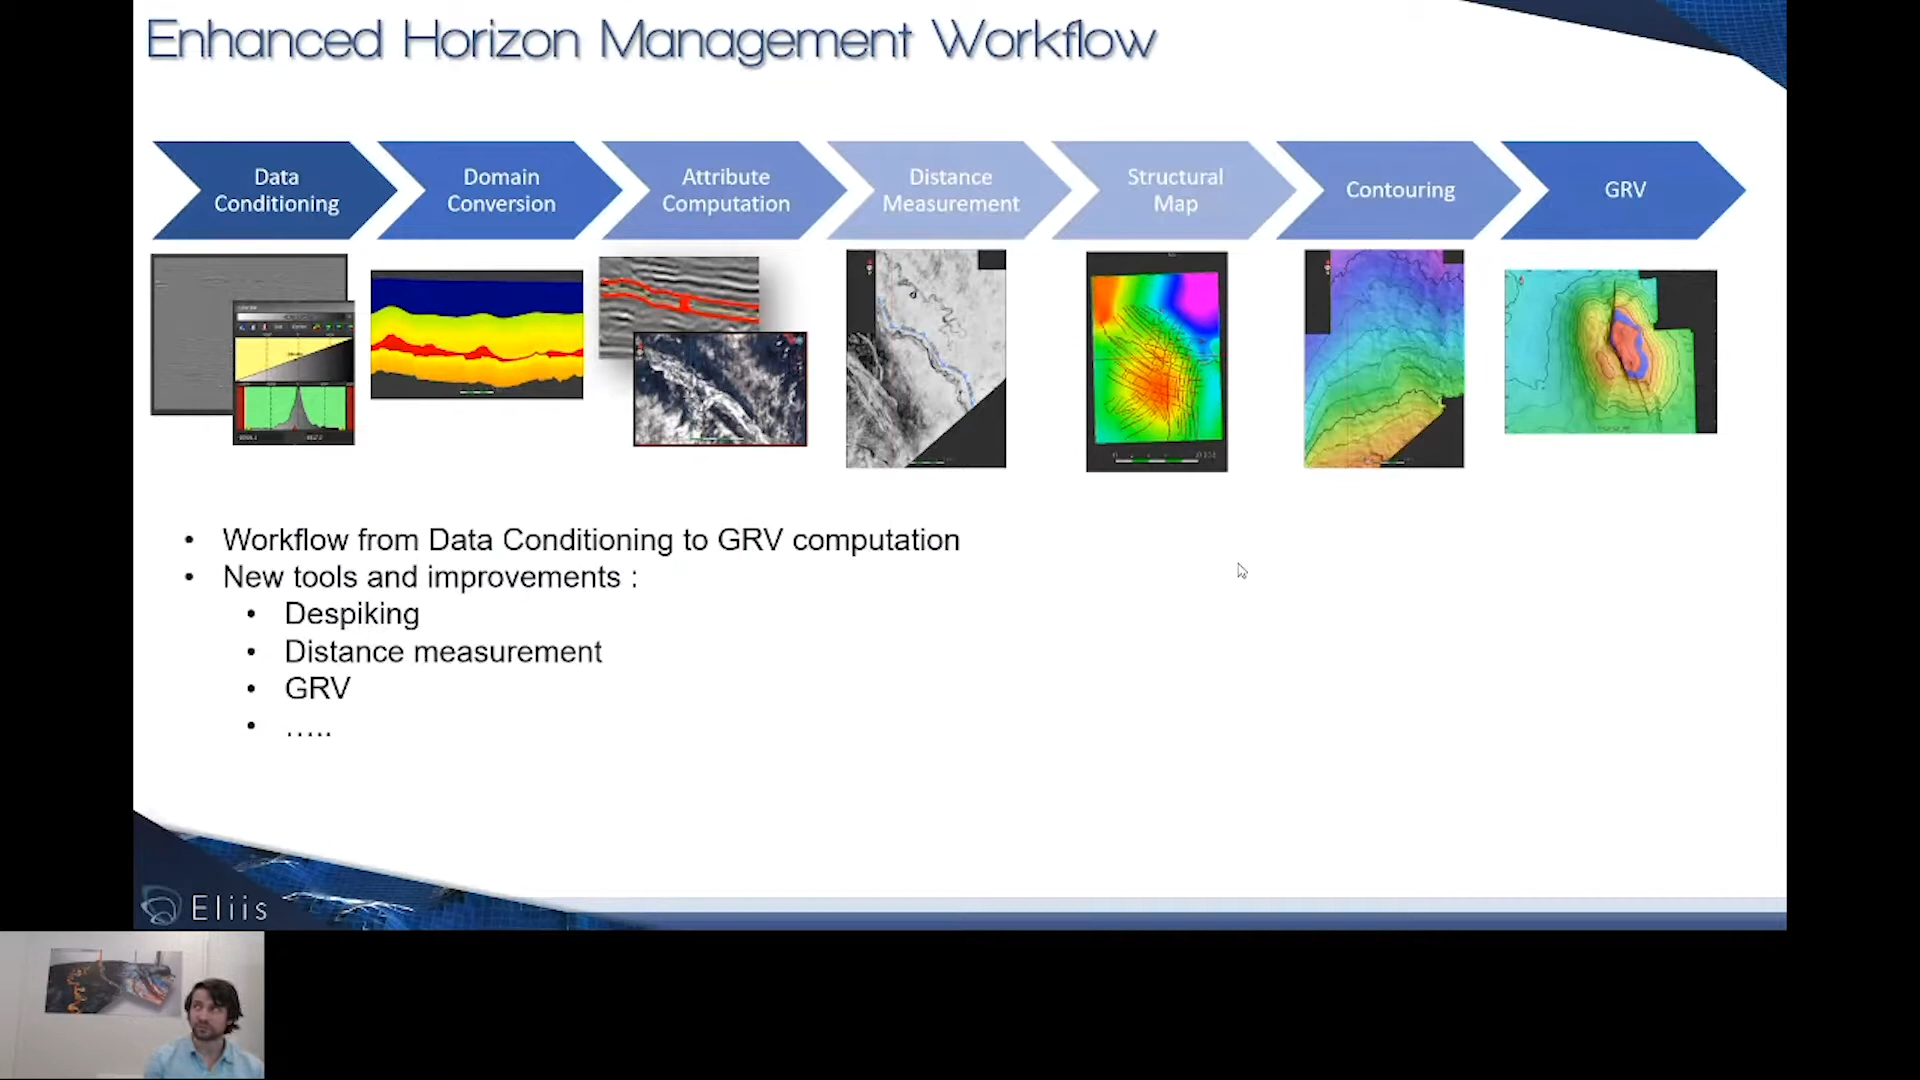 Enhanced Horizon Management Workflow
Data
Conditioning
Domain
Conversion
Attribute
Computation
Distance
Measurement
Structural
Map
Contouring
GRV
• Workflow from Data Conditioning to GRV computation
• New tools and improvements :
• Despiking
• Distance measurement
• GRV
• .....
Eliis